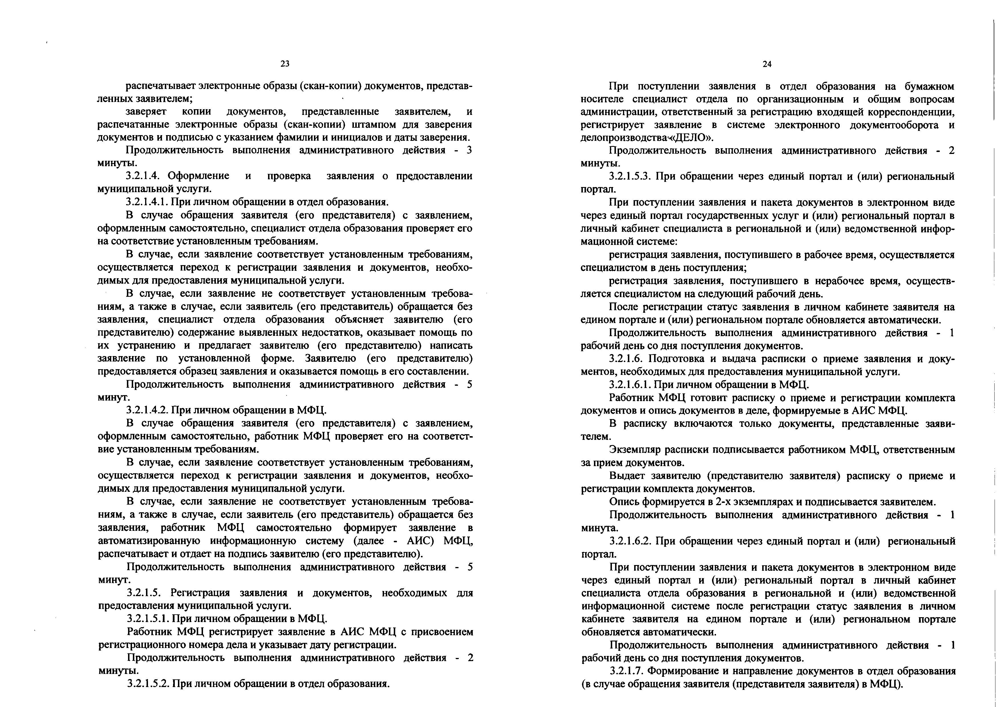 23
распечатывает электронные образы (скан-копии) документов, представ-
ленных заявителем;
заверяет копии документов, представленные заявителем, и
распечатанные электронные образы (скан-копии) штампом для заверения
документов и подписью с указанием фамилии и инициалов и даты заверения.
Продолжительность выполнения административного действия - 3
минуты.
3.2.1.4. Оформление и проверка заявления о предоставлении
муниципальной услуги.
3.2.1.4.1. При личном обращении в отдел образования.
В случае обращения заявителя (его представителя) с заявлением,
оформленным самостоятельно, специалист отдела образования проверяет его
на соответствие установленным требованиям.
В случае, если заявление соответствует установленным требованиям,
осуществляется переход к регистрации заявления и документов, необхо-
димых для предоставления муниципальной услуги.
В случае, если заявление не соответствует установленным требова-
ниям, а также в случае, если заявитель (его представитель) обращается без
заявления, специалист отдела образования объясняет заявителю (его
представителю) содержание выявленных недостатков, оказывает помощь по
их устранению и предлагает заявителю (его представителю) написать
заявление по установленной форме. Заявителю (его представителю)
предоставляется образец заявления и оказывается помощь в его составлении.
Продолжительность выполнения административного действия - 5
минут.
3.2.1.4.2. При личном обращении в МФЦ.
В случае обращения заявителя (его представителя) с заявлением,
оформленным самостоятельно, работник МФЦ проверяет его на соответст-
вие установленным требованиям.
В случае, если заявление соответствует установленным требованиям,
осуществляется переход к регистрации заявления и документов, необхо-
димых для предоставления муниципальной услуги.
В случае, если заявление не соответствует установленным требова-
ниям, а также в случае, если заявитель (его представитель) обращается без
заявления, работник МФЦ самостоятельно формирует заявление в
автоматизированную информационную систему (далее - АИС) МФЦ,
распечатывает и отдает на подпись заявителю (его представителю).
Продолжительность выполнения административного действия - 5
минут.
3.2.1.5. Регистрация заявления и документов, необходимых для
предоставления муниципальной услуги.
3.2.1.5.1. При личном обращении в МФЦ.
Работник МФЦ регистрирует заявление в АИС МФЦ с присвоением
регистрационного номера дела и указывает дату регистрации.
Продолжительность выполнения административного действия - 2
минуты.
3.2.1.5.2. При личном обращении в отдел образования.
24
При поступлении заявления в отдел образования на бумажном
носителе специалист отдела по организационным и общим вопросам
администрации, ответственный за регистрацию входящей корреспонденции,
регистрирует заявление в системе электронного документооборота и
делопроизводства «ДЕЛО».
Продолжительность выполнения административного действия - 2
минуты.
3.2.1.5.3. При обращении через единый портал и (или) региональный
портал.
При поступлении заявления и пакета документов в электронном виде
через единый портал государственных услуг и (или) региональный портал в
личный кабинет специалиста в региональной и (или) ведомственной инфор-
мационной системе:
регистрация заявления, поступившего в рабочее время, осуществляется
специалистом в день поступления;
регистрация заявления, поступившего в нерабочее время, осуществ-
ляется специалистом на следующий рабочий день.
После регистрации статус заявления в личном кабинете заявителя на
едином портале и (или) региональном портале обновляется автоматически.
Продолжительность выполнения административного действия - 1
рабочий день со дня поступления документов.
3.2.1.6. Подготовка и выдача расписки о приеме заявления и доку-
ментов, необходимых для предоставления муниципальной услуги.
3.2.1.6.1. При личном обращении в МФЦ.
Работник МФЦ готовит расписку о приеме и регистрации комплекта
документов и опись документов в деле, формируемые в АИС МФЦ.
В расписку включаются только документы, представленные заяви-
телем.
Экземпляр расписки подписывается работником МФЦ, ответственным
за прием документов.
Выдает заявителю (представителю заявителя) расписку о приеме и
регистрации комплекта документов.
Опись формируется в 2-х экземплярах и подписывается заявителем.
Продолжительность выполнения административного действия - 1
минута.
3.2.1.6.2. При обращении через единый портал и (или) региональный
портал.
При поступлении заявления и пакета документов в электронном виде
через единый портал и (или) региональный портал в личный кабинет
специалиста отдела образования в региональной и (или) ведомственной
информационной системе после регистрации статус заявления в личном
кабинете заявителя на едином портале и (или) региональном портале
обновляется автоматически.
Продолжительность выполнения административного действия - 1
рабочий день со дня поступления документов.
3.2.1.7. Формирование и направление документов в отдел образования
(в случае обращения заявителя (представителя заявителя) в МФЦ).